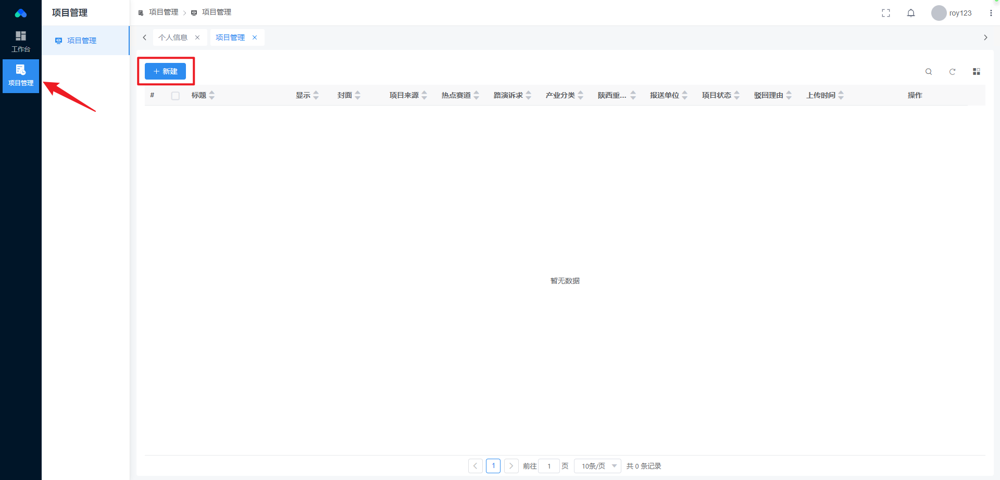 项目管理
项目管理
项目管理
roy123
工作台
项目管理
项目管理
个人信息
项目管理
新建
#
标题
显示
封面
项目来源
热点赛道
路演诉求
产业分类
陕西重...
报送单位
项目状态
驳回理由
上传时间
操作
暂无数据
1
前往 1 页
10条/页
共 0 条记录